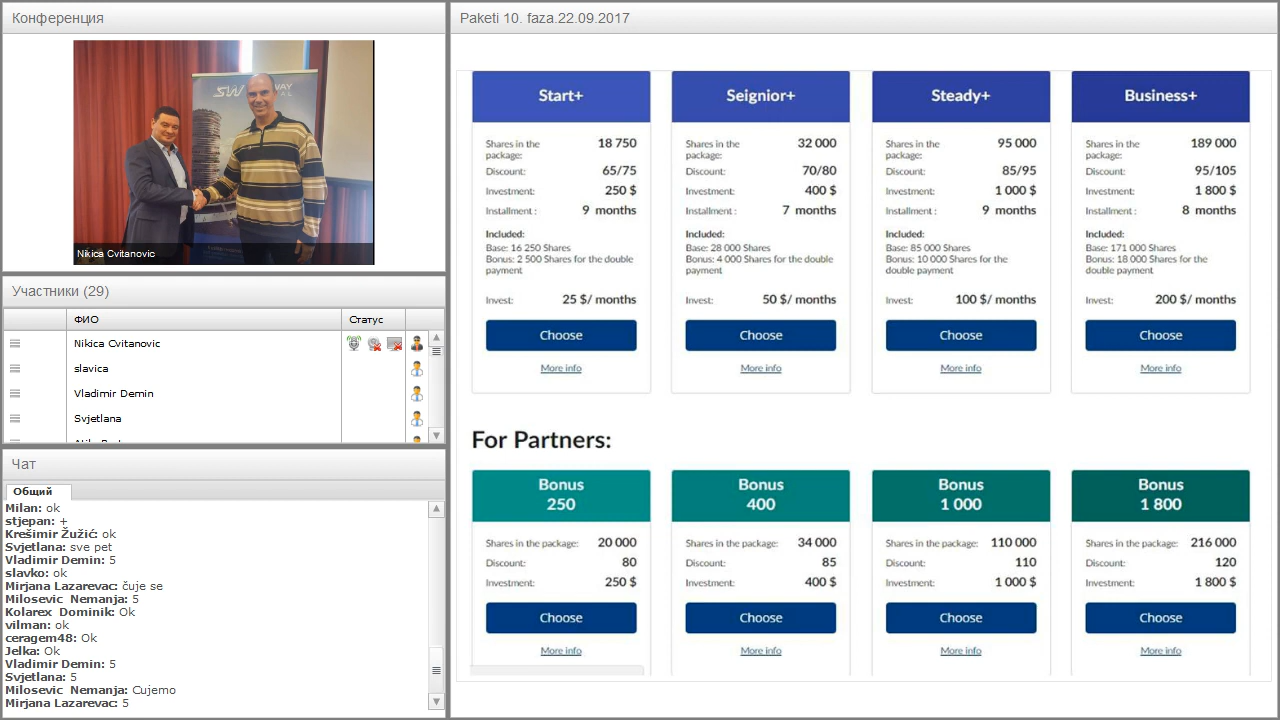 Конференция
SW WAY
Nikica Cvitanovic
Участники (29)
ФИО
Статус
Nikica Cvitanovic
slavica
Vladimir Demin
Svjetlana
Чат
Общий
Milan: ok
stjepan: +
Krešimir Žužić: ok
Svjetlana: sve pet
Vladimir Demin: 5
slavko: ok
Mirjana Lazarevac: čuje se
Milosevic Nemanja: 5
Kolarex Dominik: Ok
vilman: ok
ceragem48: Ok
Jelka: Ok
Vladimir Demin: 5
Svjetlana: 5
Milosevic Nemanja: Cujemo
Mirjana Lazarevac: 5
Paketi 10. faza.22.09.2017
Start+
Shares in the package: 18 750
Discount: 65/75
Investment: 250 $
Installment : 9 months
Included:
Base: 16 250 Shares
Bonus: 2 500 Shares for the double
payment
Invest: 25 $/ months
Choose
More info
Seignior+
Shares in the package: 32 000
Discount: 70/80
Investment: 400 $
Installment : 7 months
Included:
Base: 28 000 Shares
Bonus: 4 000 Shares for the double
payment
Invest: 50 $/ months
Choose
More info
Steady+
Shares in the package: 95 000
Discount: 85/95
Investment: 1 000 $
Installment : 9 months
Included:
Base: 85 000 Shares
Bonus: 10 000 Shares for the
double payment
Invest: 100 $/ months
Choose
More info
Business+
Shares in the package: 189 000
Discount: 95/105
Investment: 1 800 $
Installment : 8 months
Included:
Base: 171 000 Shares
Bonus: 18 000 Shares for the
double payment
Invest: 200 $/ months
Choose
More info
For Partners:
Bonus
250
Shares in the package: 20 000
Discount: 80
Investment: 250 $
Choose
More info
Bonus
400
Shares in the package: 34 000
Discount: 85
Investment: 400 $
Choose
More info
Bonus
1 000
Shares in the package: 110 000
Discount: 110
Investment: 1 000 $
Choose
More info
Bonus
1 800
Shares in the package: 216 000
Discount: 120
Investment: 1 800 $
Choose
More info